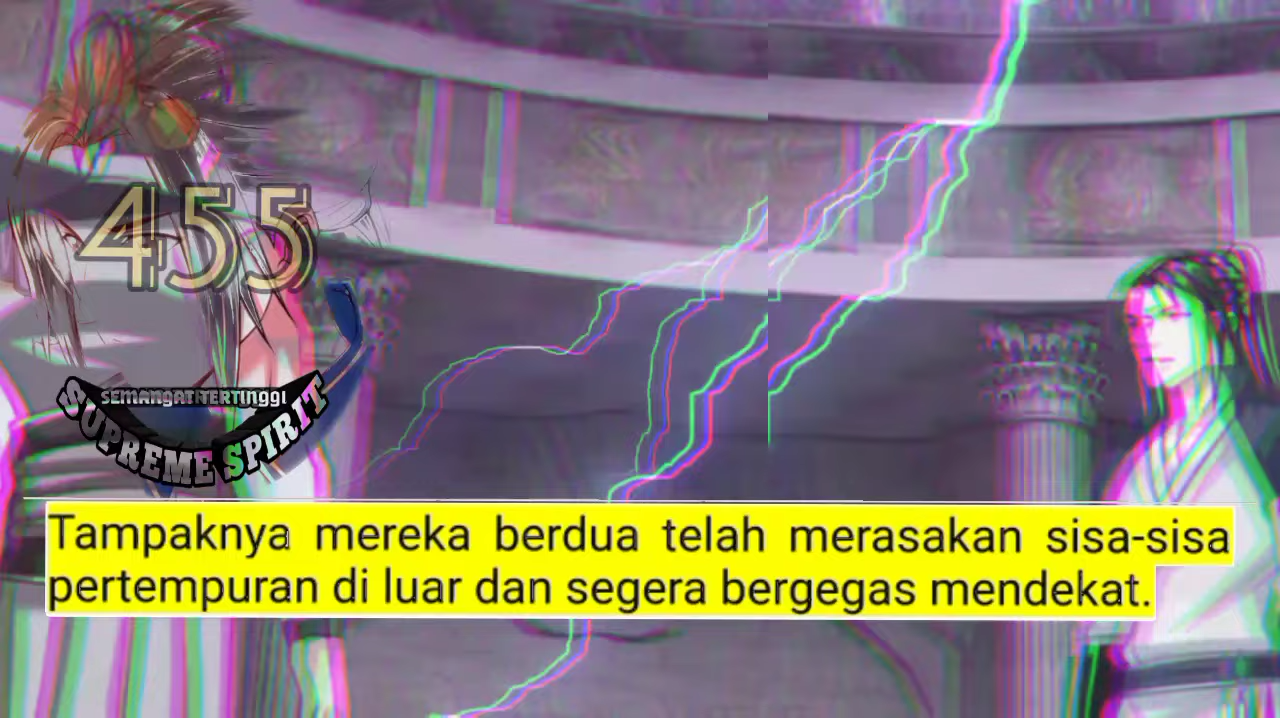 455
SEMANGAT TERTINGGI
SUPREME SPIRIT
Tampaknya mereka berdua telah merasakan sisa-sisa
pertempuran di luar dan segera bergegas mendekat.